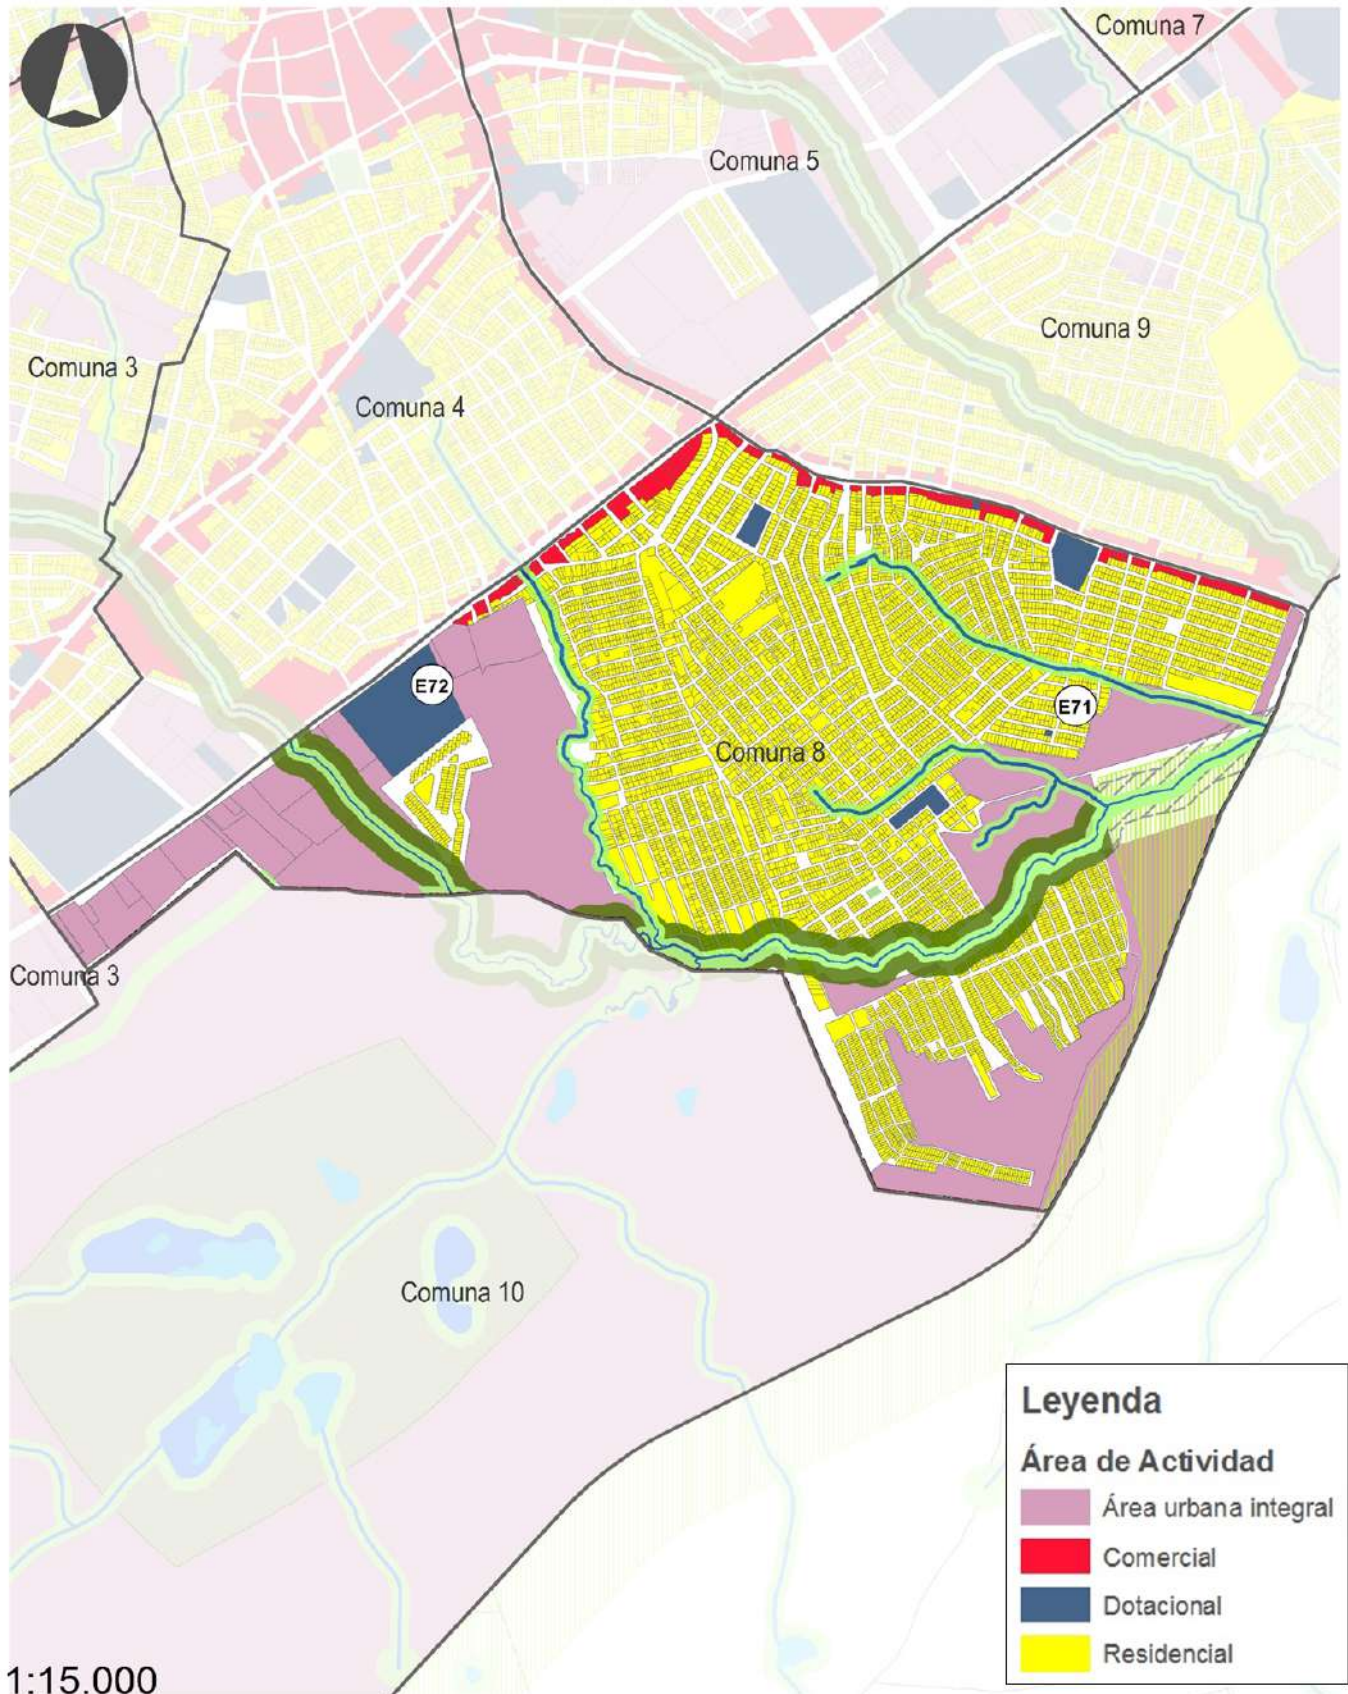 Comuna 7
Comuna 5
Comuna 9
Comuna 3
Comuna 4
E72
E71
Comuna 8
Comuna 3
Comuna 10
Leyenda
Área de Actividad
Área urbana integral
Comercial
Dotacional
Residencial
1:15.000